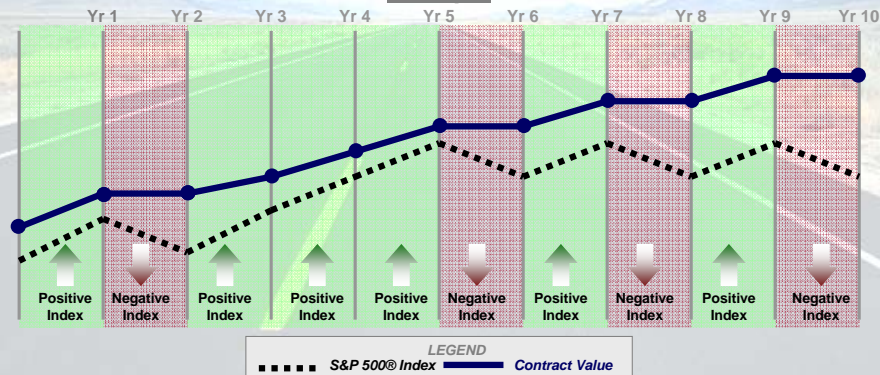 Yr 1 Yr 2 Yr 3 Yr 4 Yr 5 Yr 6 Yr 7 Yr 8 Yr 9 Yr 10
Positive Negative Positive Positive Positive Negative Positive Negative Positive Negative
Index Index Index Index Index Index Index Index Index Index
LEGEND
S&P 500® Index Contract Value